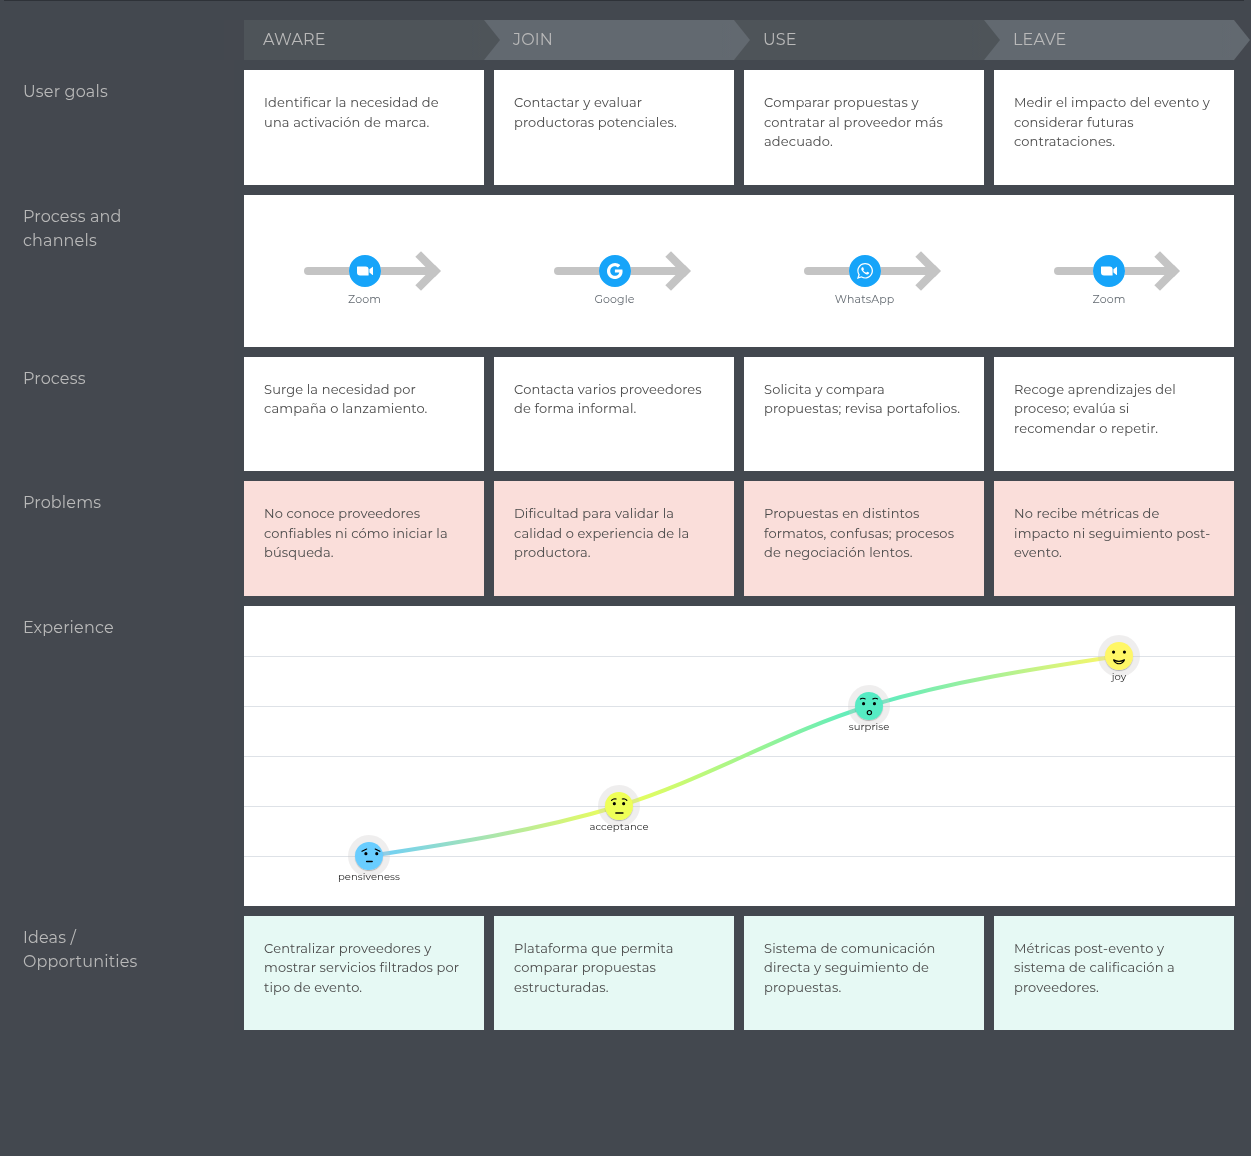 AWARE
JOIN
USE
LEAVE
User goals
Identificar la necesidad de
una activación de marca.
Contactar y evaluar
productoras potenciales.
Comparar propuestas y
contratar al proveedor más
adecuado.
Medir el impacto del evento y
considerar futuras
contrataciones.
Process and
channels
Zoom
Google
WhatsApp
Zoom
Process
Surge la necesidad por
campaña o lanzamiento.
Contacta varios proveedores
de forma informal.
Solicita y compara
propuestas; revisa portafolios.
Recoge aprendizajes del
proceso; evalúa si
recomendar o repetir.
Problems
No conoce proveedores
confiables ni cómo iniciar la
búsqueda.
Dificultad para validar la
calidad o experiencia de la
productora.
Propuestas en distintos
formatos, confusas; procesos
de negociación lentos.
No recibe métricas de
impacto ni seguimiento post-
evento.
Experience
joy
surprise
acceptance
pensiveness
Ideas /
Opportunities
Centralizar proveedores y
mostrar servicios filtrados por
tipo de evento.
Plataforma que permita
comparar propuestas
estructuradas.
Sistema de comunicación
directa y seguimiento de
propuestas.
Métricas post-evento y
sistema de calificación a
proveedores.